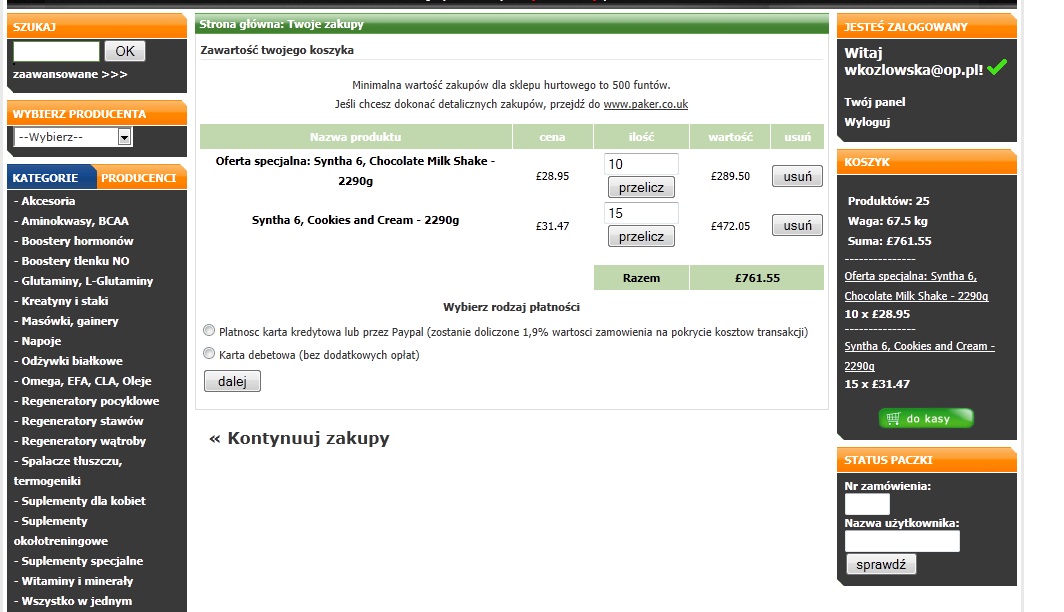 SZUKAJ
OK
zaawansowane >>>
WYBIERZ PRODUCENTA
--Wybierz--
KATEGORIE
PRODUCENCI
- Akcesoria
- Aminokwasy, BCAA
- Boostery hormonów
- Boostery tlenku NO
- Glutaminy, L-Glutaminy
- Kreatyny i staki
- Masówki, gainery
- Napoje
- Odżywki białkowe
- Omega, EFA, CLA, Oleje
- Regeneratory pocyklowe
- Regeneratory stawów
- Regeneratory wątroby
- Spalacze tłuszczu,
termogeniki
- Suplementy dla kobiet
- Suplementy
okołotreningowe
- Suplementy specjalne
- Witaminy i minerały
- Wszystko w jednym
Strona główna: Twoje zakupy
Zawartość twojego koszyka
Minimalna wartość zakupów dla sklepu hurtowego to 500 funtów.
Jeśli chcesz dokonać detalicznych zakupów, przejdź do www.paker.co.uk
Nazwa produktu cena ilość wartość usuń
Oferta specjalna: Syntha 6, Chocolate Milk Shake -
2290g
£28.95
10
przelicz
£289.50
usuń
Syntha 6, Cookies and Cream - 2290g
£31.47
15
przelicz
£472.05
usuń
Razem £761.55
Wybierz rodzaj płatności
Platnosc karta kredytowa lub przez Paypal (zostanie doliczone 1,9% wartosci zamowienia na pokrycie kosztow transakcji)
Karta debetowa (bez dodatkowych opłat)
dalej
« Kontynuuj zakupy
JESTEŚ ZALOGOWANY
Witaj
wkozlowska@op.pl!
Twój panel
Wyloguj
KOSZYK
Produktów: 25
Waga: 67.5 kg
Suma: £761.55
---------------
Oferta specjalna: Syntha 6,
Chocolate Milk Shake - 2290g
10 x £28.95
---------------
Syntha 6, Cookies and Cream -
2290g
15 x £31.47
do kasy
STATUS PACZKI
Nr zamówienia:
Nazwa użytkownika:
sprawdź